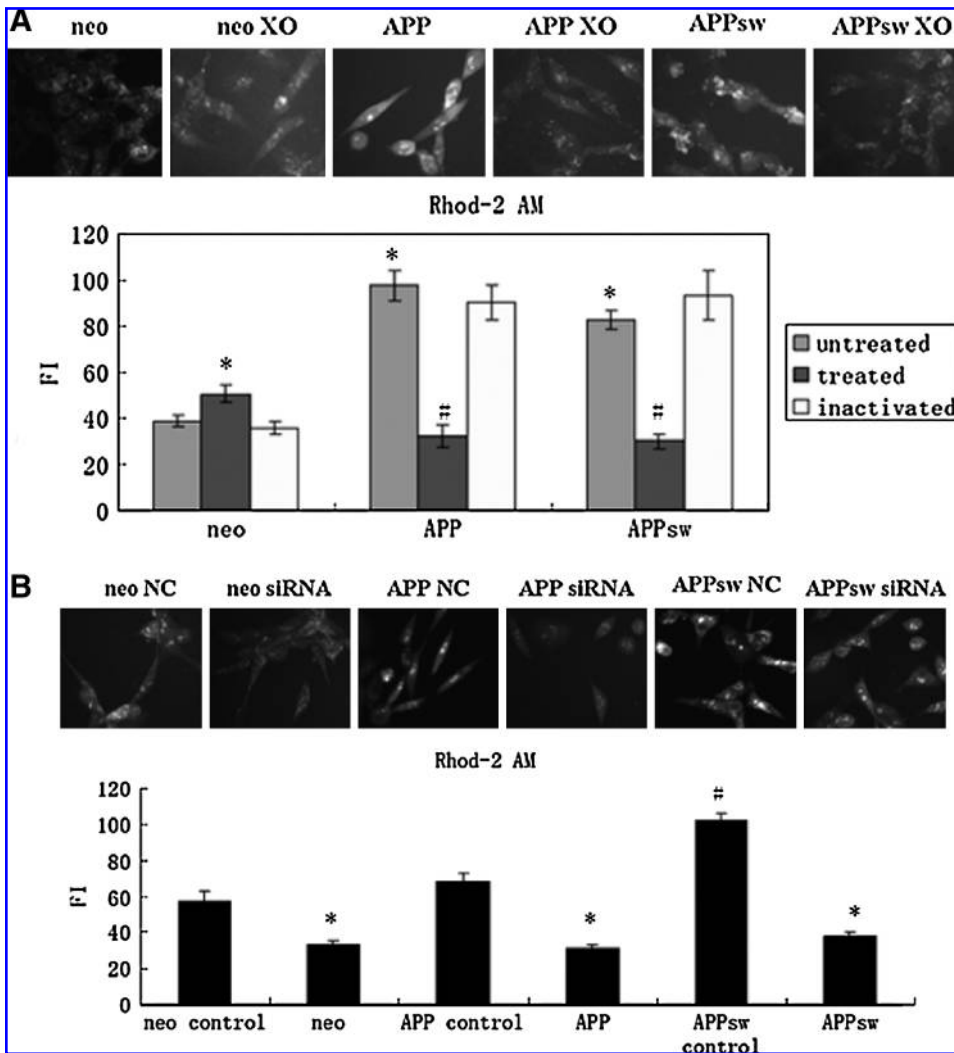 A
neo neo XO APP APP XO APPsw APPsw XO
Rhod-2 AM
120
100
80
60
40
20
0
FI
*
*
#
*
#
untreated
treated
inactivated
neo APP APPsw
B
neo NC neo siRNA APP NC APP siRNA APPsw NC APPsw siRNA
Rhod-2 AM
120
100
80
60
40
20
0
FI
*
*
#
*
neo control neo APP control APP APPsw control APPsw